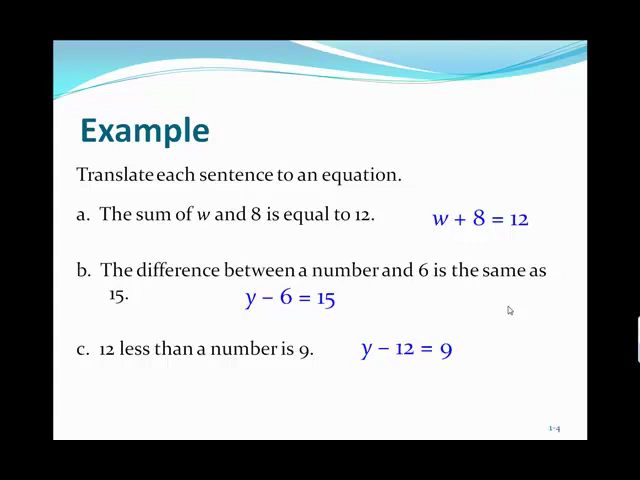 Example
Translate each sentence to an equation.
a. The sum of w and 8 is equal to 12. w + 8 = 12
b. The difference between a number and 6 is the same as
15. y – 6 = 15
c. 12 less than a number is 9. y – 12 = 9
1-4